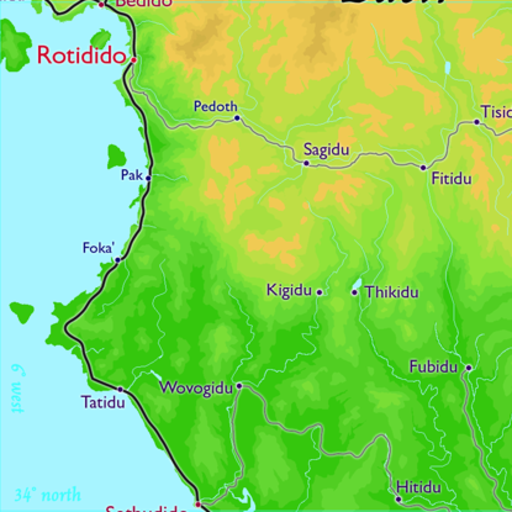 Bedido
Rotidido
Pedoth
Tisic
Sagidu
Pak
Fitidu
Foka'
Kigidu
Thikidu
Fubidu
6 west
Wovogidu
Tatidu
Hitidu
34° north
Sothudido